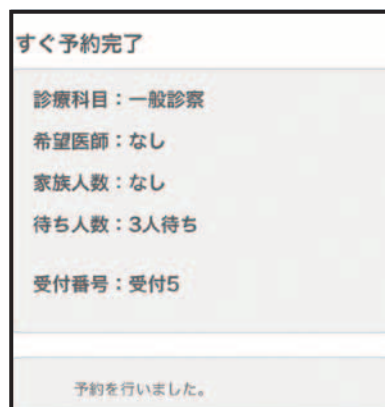 すぐ予約完了
診療科目：一般診察
希望医師：なし
家族人数：なし
待ち人数：3人待ち
受付番号：受付5
予約を行いました。